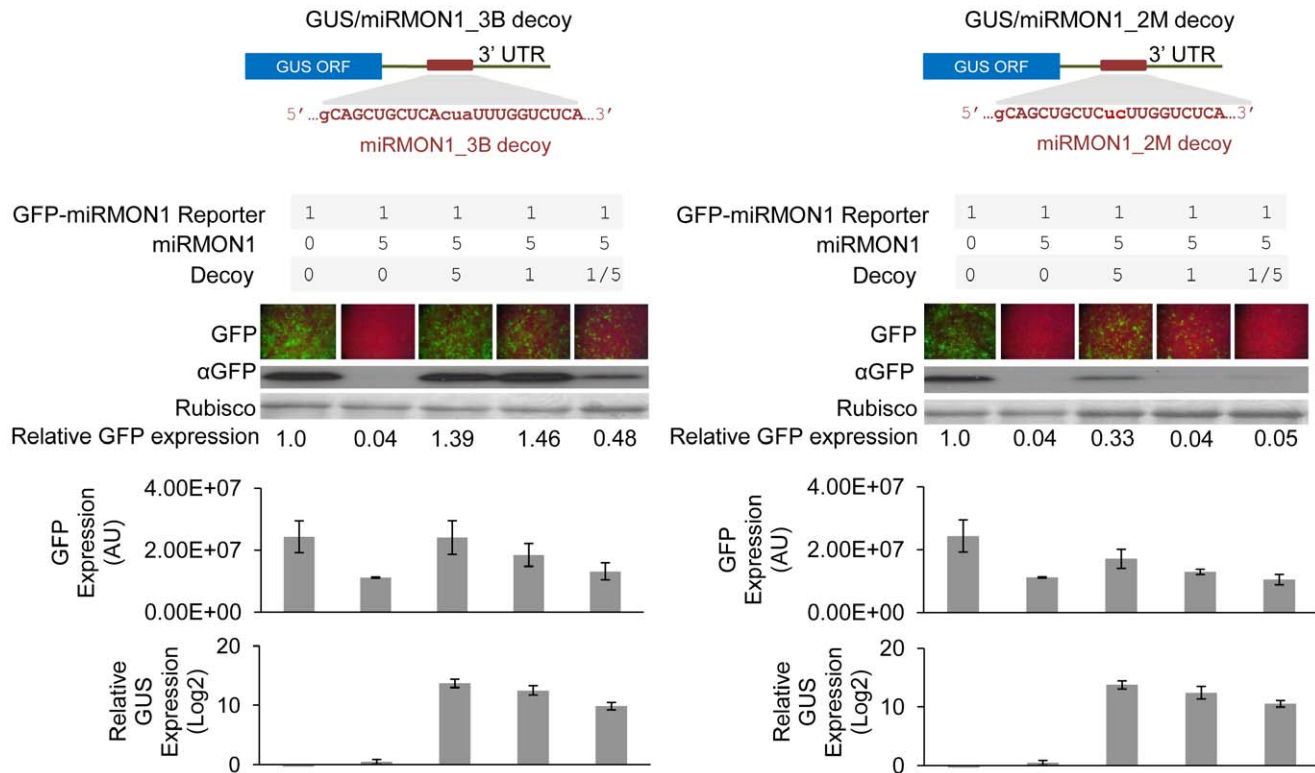 GUS/miRMON1_3B decoy
3’ UTR
GUS ORF
5’ …gCAGCUGCUCAcuaUUUGGUCUCA…3’
miRMON1_3B decoy
GFP-miRMON1 Reporter 1 1 1 1 1
miRMON1 0 5 5 5 5
Decoy 0 0 5 1 1/5
GFP
αGFP
Rubisco
Relative GFP expression 1.0 0.04 1.39 1.46 0.48
GFP Expression (AU)
4.00E+07
2.00E+07
0.00E+00
Relative GUS Expression (Log2)
20
10
0
GUS/miRMON1_2M decoy
3’ UTR
GUS ORF
5’ …gCAGCUGCUCucUUGGUCUCA…3’
miRMON1_2M decoy
GFP-miRMON1 Reporter 1 1 1 1 1
miRMON1 0 5 5 5 5
Decoy 0 0 5 1 1/5
GFP
αGFP
Rubisco
Relative GFP expression 1.0 0.04 0.33 0.04 0.05
GFP Expression (AU)
4.00E+07
2.00E+07
0.00E+00
Relative GUS Expression (Log2)
20
10
0